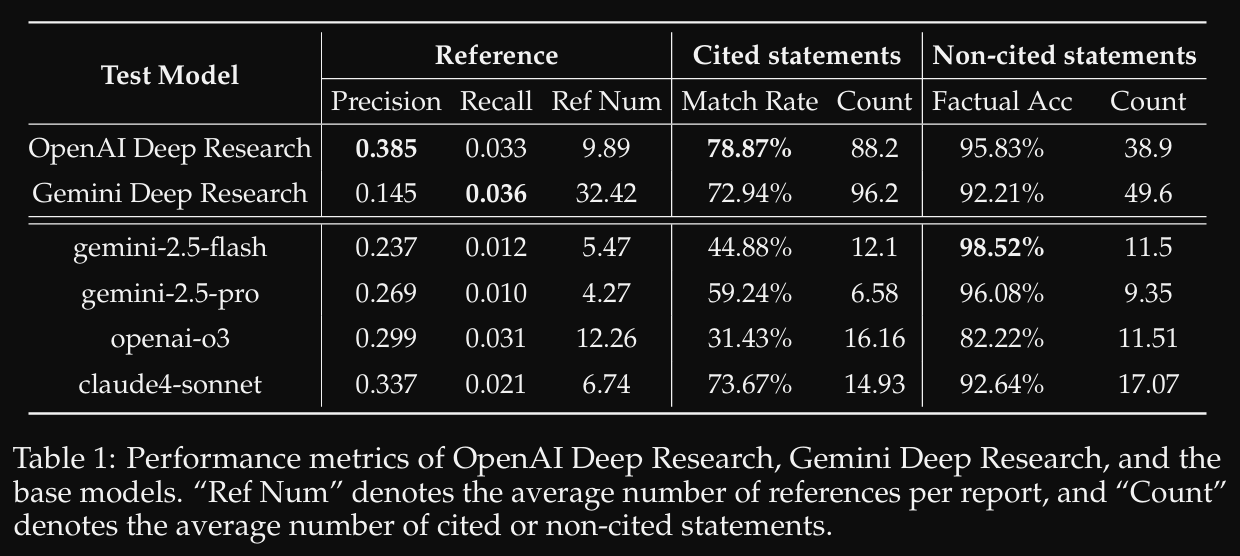 Test Model Reference Cited statements Non-cited statements
Precision Recall Ref Num Match Rate Count Factual Acc Count
OpenAI Deep Research 0.385 0.033 9.89 78.87% 88.2 95.83% 38.9
Gemini Deep Research 0.145 0.036 32.42 72.94% 96.2 92.21% 49.6
gemini-2.5-flash 0.237 0.012 5.47 44.88% 12.1 98.52% 11.5
gemini-2.5-pro 0.269 0.010 4.27 59.24% 6.58 96.08% 9.35
openai-o3 0.299 0.031 12.26 31.43% 16.16 82.22% 11.51
claude4-sonnet 0.337 0.021 6.74 73.67% 14.93 92.64% 17.07
Table 1: Performance metrics of OpenAI Deep Research, Gemini Deep Research, and the
base models. “Ref Num” denotes the average number of references per report, and “Count”
denotes the average number of cited or non-cited statements.